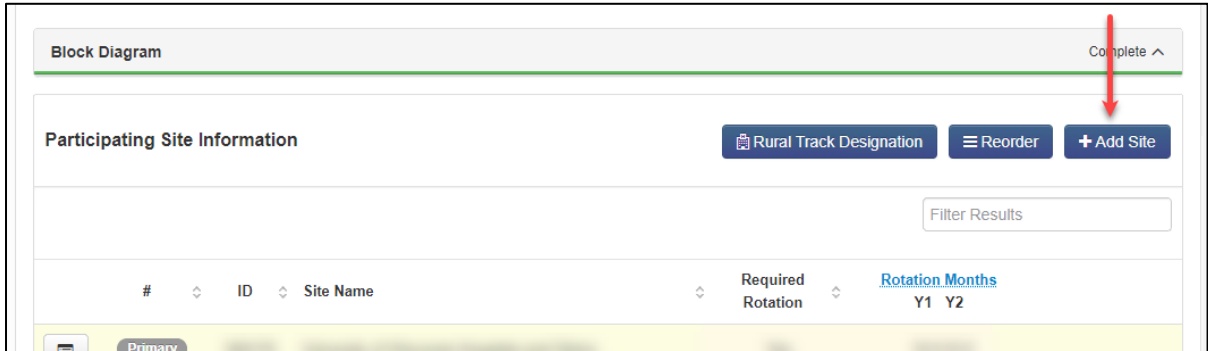 Block Diagram Complete
Participating Site Information Rural Track Designation Reorder + Add Site
Filter Results
# ID Site Name Required Rotation Rotation Months
Y1 Y2
Primary